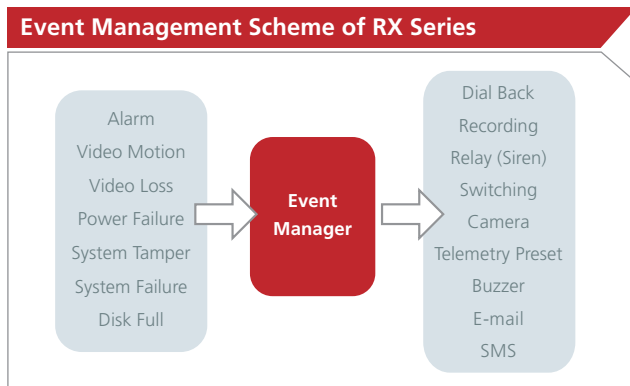 Event Management Scheme of RX Series
Alarm
Video Motion
Video Loss
Power Failure
System Tamper
System Failure
Disk Full
Event
Manager
Dial Back
Recording
Relay (Siren)
Switching
Camera
Telemetry Preset
Buzzer
E-mail
SMS